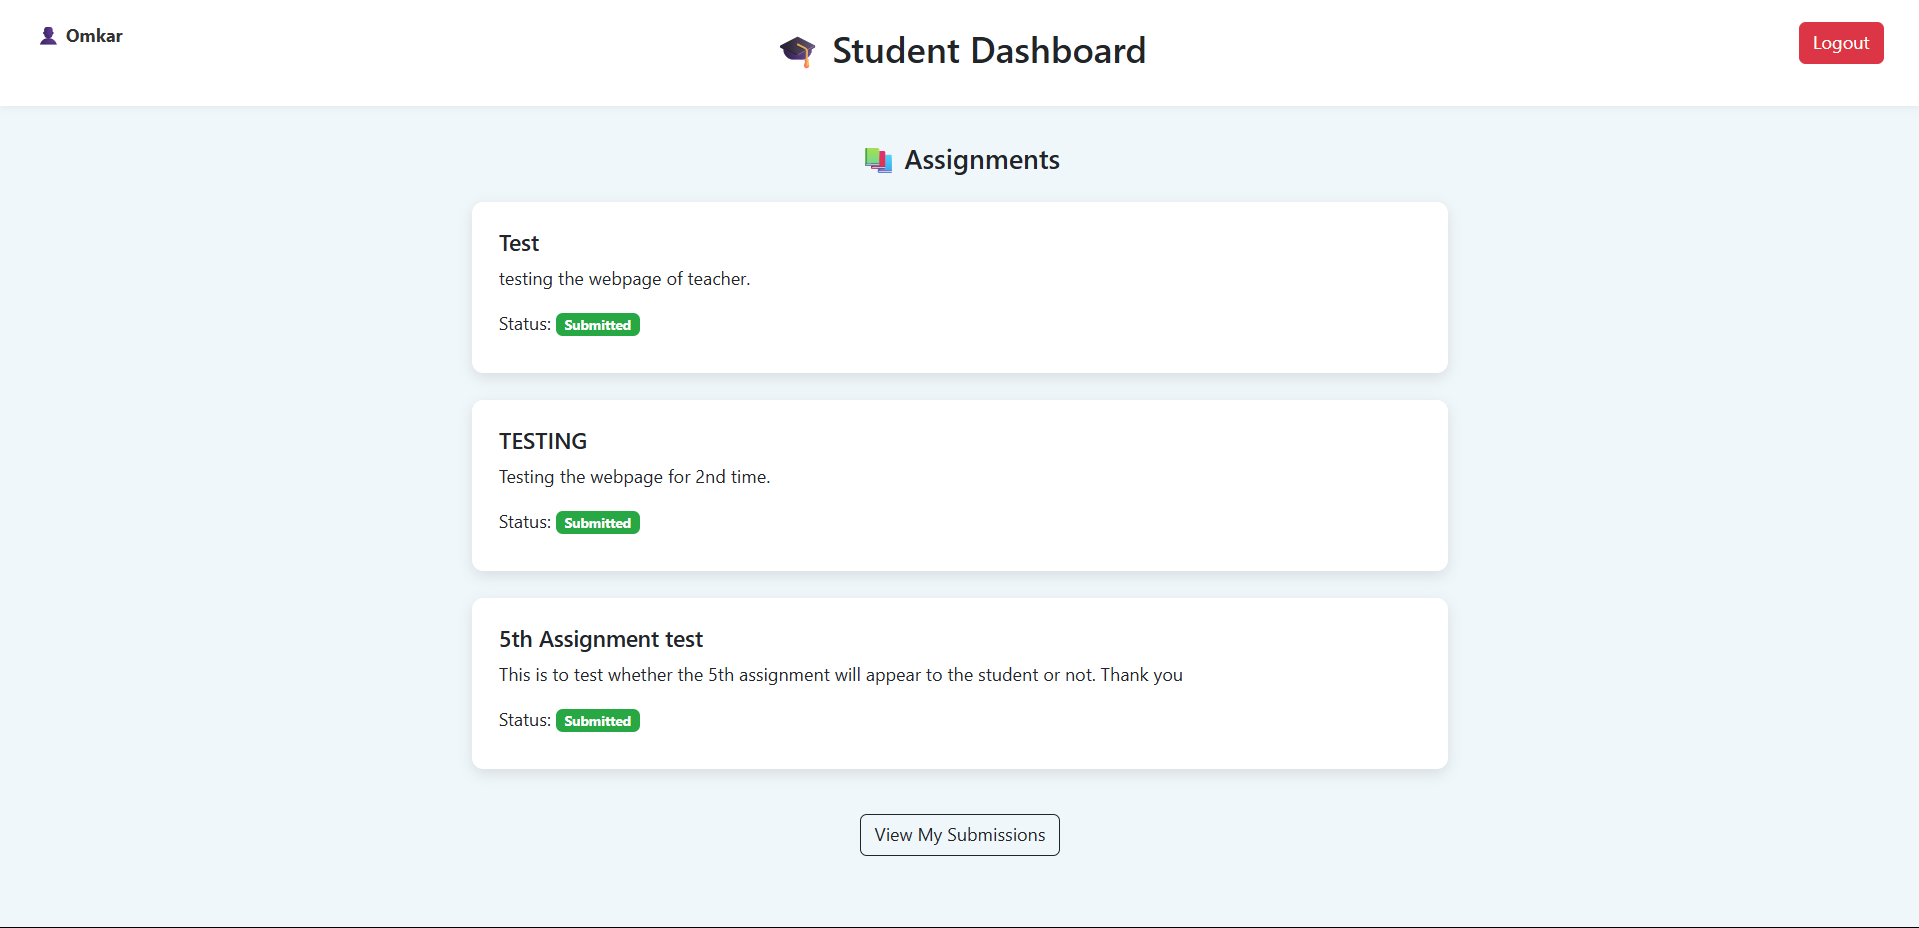 Omkar
Student Dashboard
Logout
Assignments
Test
testing the webpage of teacher.
Status: Submitted
TESTING
Testing the webpage for 2nd time.
Status: Submitted
5th Assignment test
This is to test whether the 5th assignment will appear to the student or not. Thank you
Status: Submitted
View My Submissions